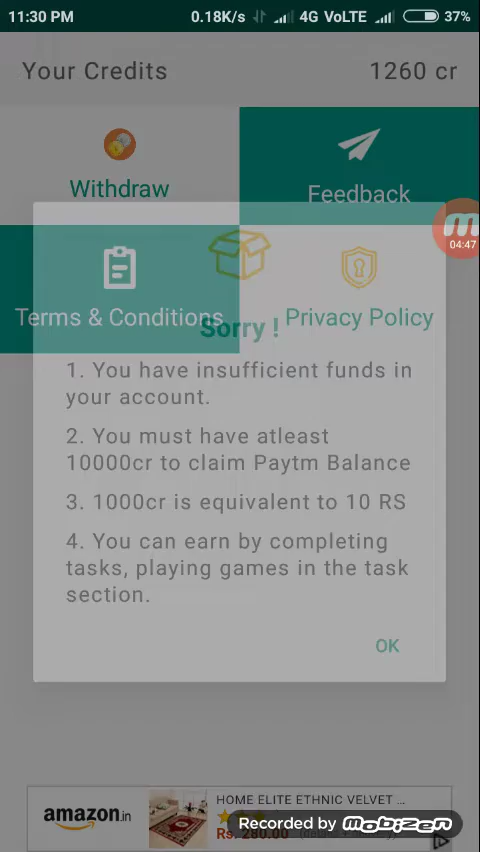 11:30 PM 0.18K/s 4G VoLTE 37%
Your Credits 1260 cr
Withdraw
Feedback
04:47
Terms & Conditions
Privacy Policy
Sorry !
1. You have insufficient funds in
your account.
2. You must have atleast
10000cr to claim Paytm Balance
3. 1000cr is equivalent to 10 RS
4. You can earn by completing
tasks, playing games in the task
section.
OK
amazon.in
HOME ELITE ETHNIC VELVET ...
Rs. 280.00
Recorded by mobizen